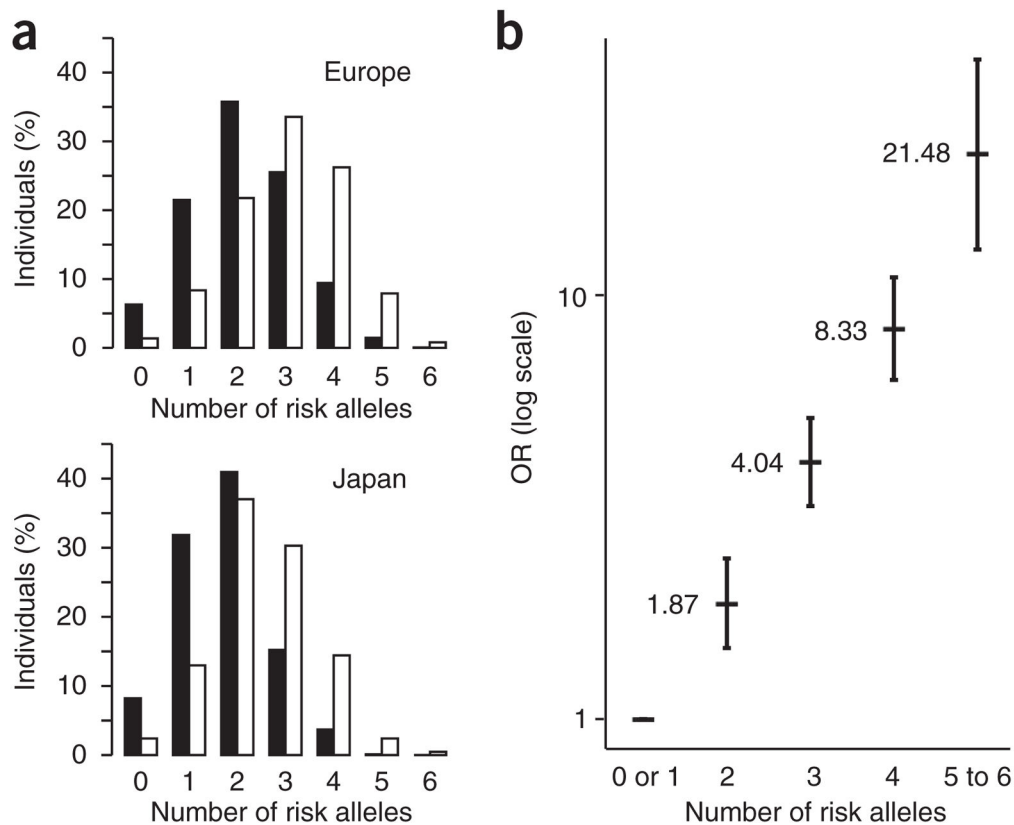 a
Europe
Individuals (%)
40
30
20
10
0
0 1 2 3 4 5 6
Number of risk alleles
Japan
Individuals (%)
40
30
20
10
0
0 1 2 3 4 5 6
Number of risk alleles
b
OR (log scale)
10
1
21.48
8.33
4.04
1.87
0 or 1 2 3 4 5 to 6
Number of risk alleles